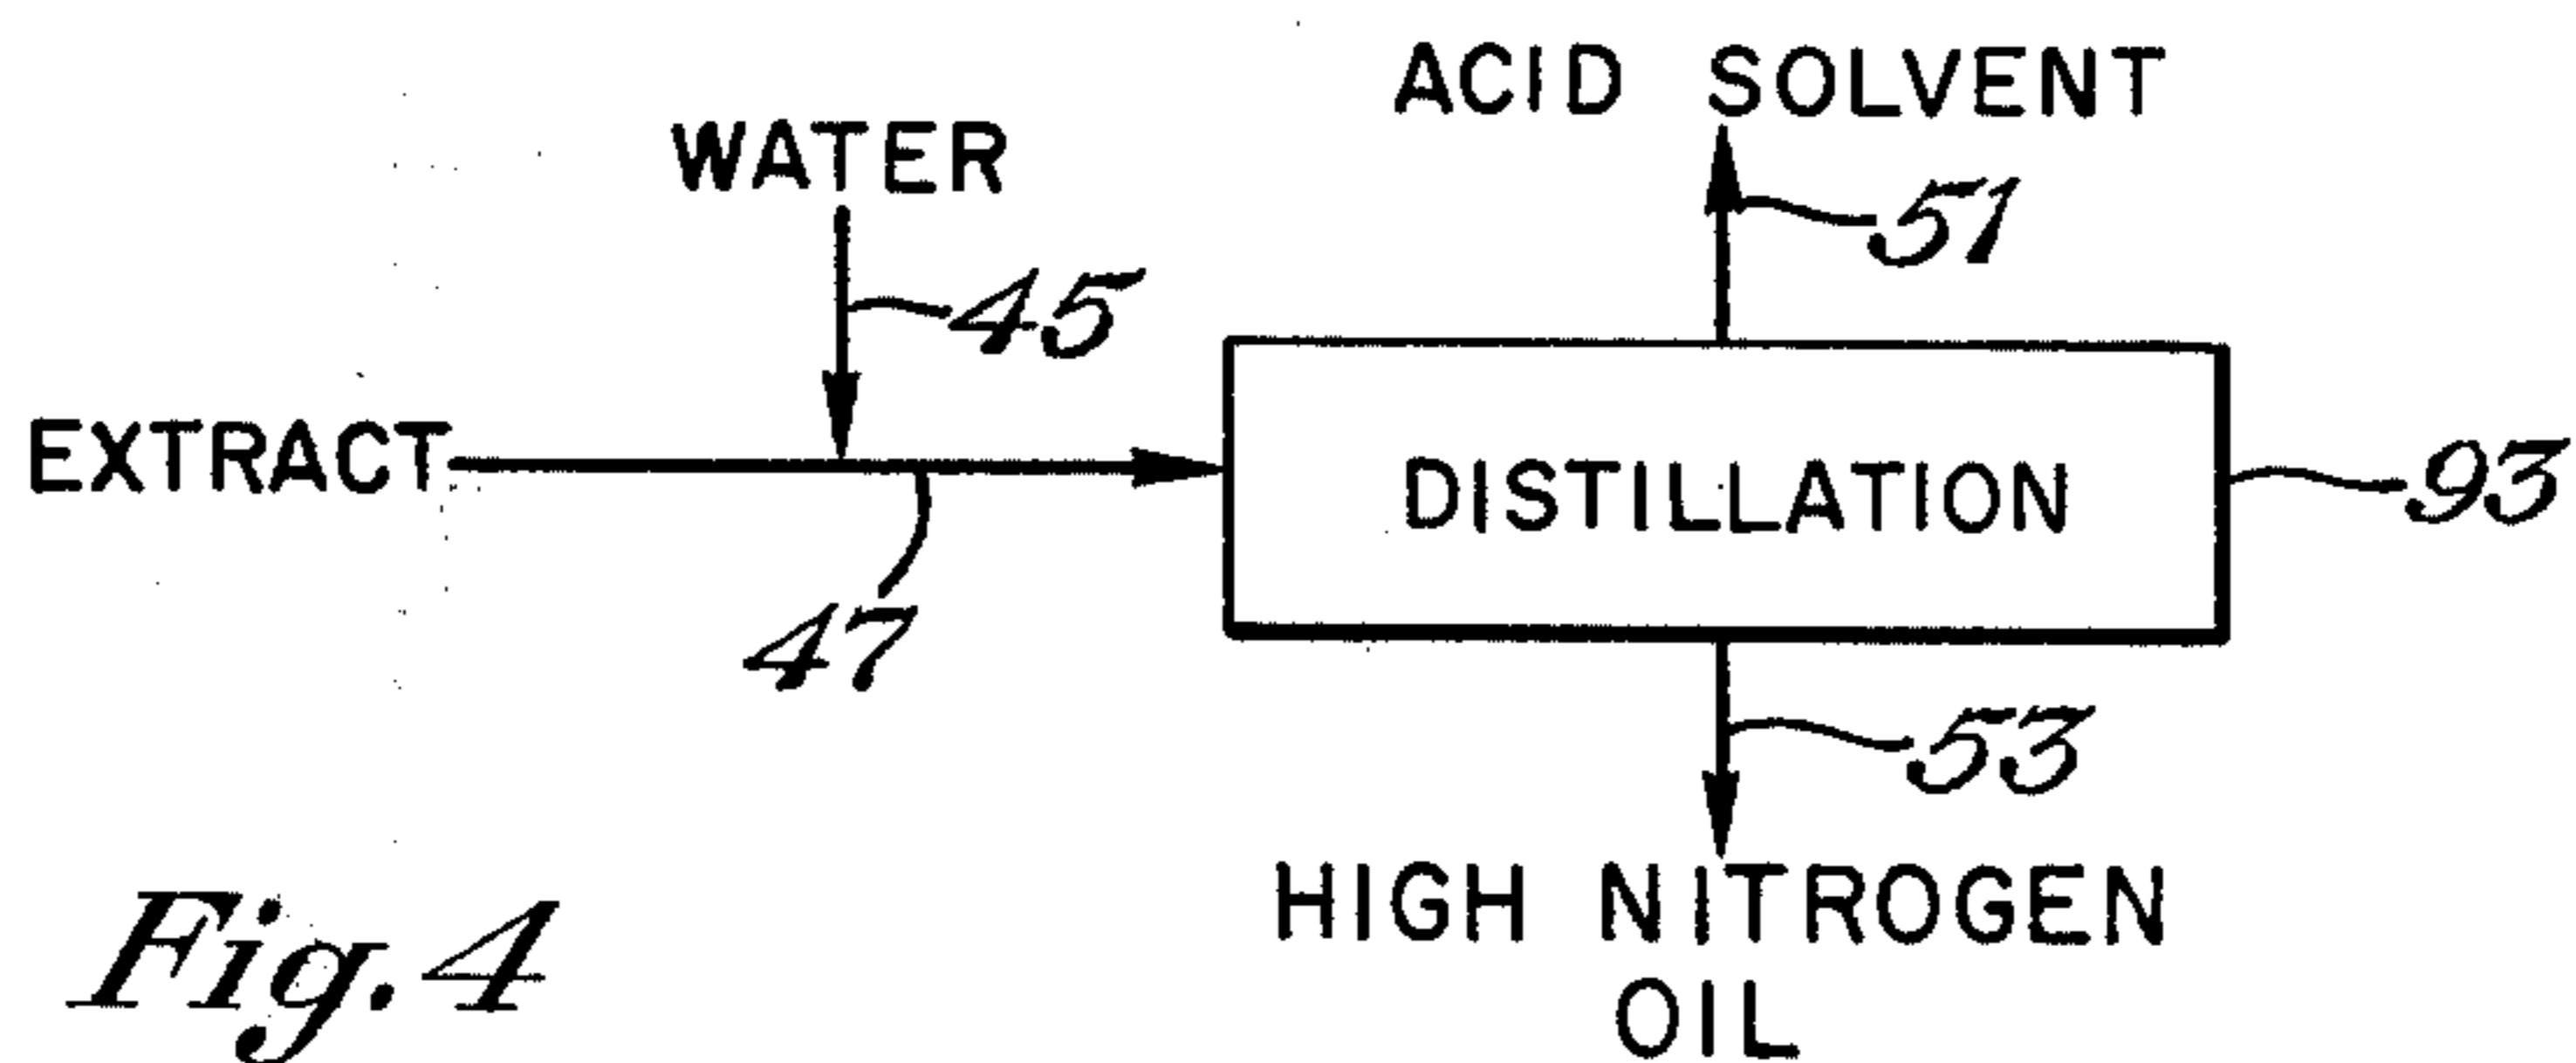 ACID SOLVENT
WATER
51
45
EXTRACT
DISTILLATION
93
47
53
HIGH NITROGEN
OIL
Fig. 4